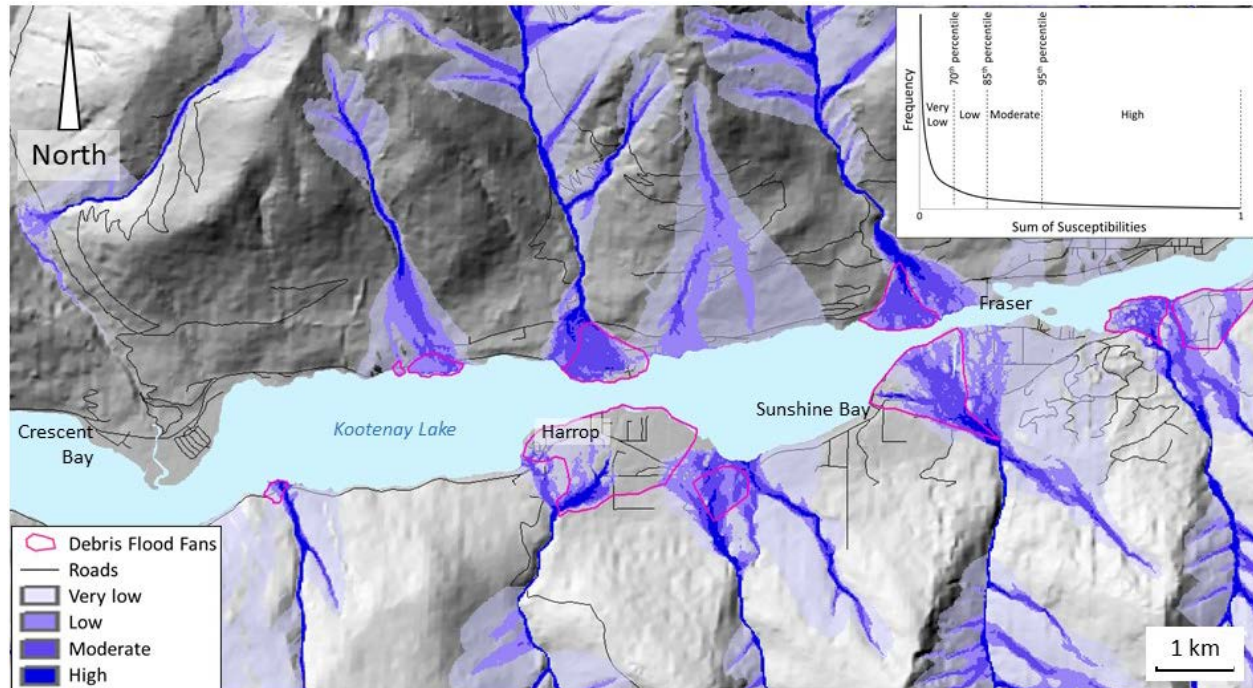 North
Crescent
Bay
Kootenay Lake
Harrop
Sunshine Bay
Fraser
Debris Flood Fans
Roads
Very low
Low
Moderate
High
Frequency
70th percentile
85th percentile
95th percentile
Very
Low
Low
Moderate
High
0
1
Sum of Susceptibilities
1 km